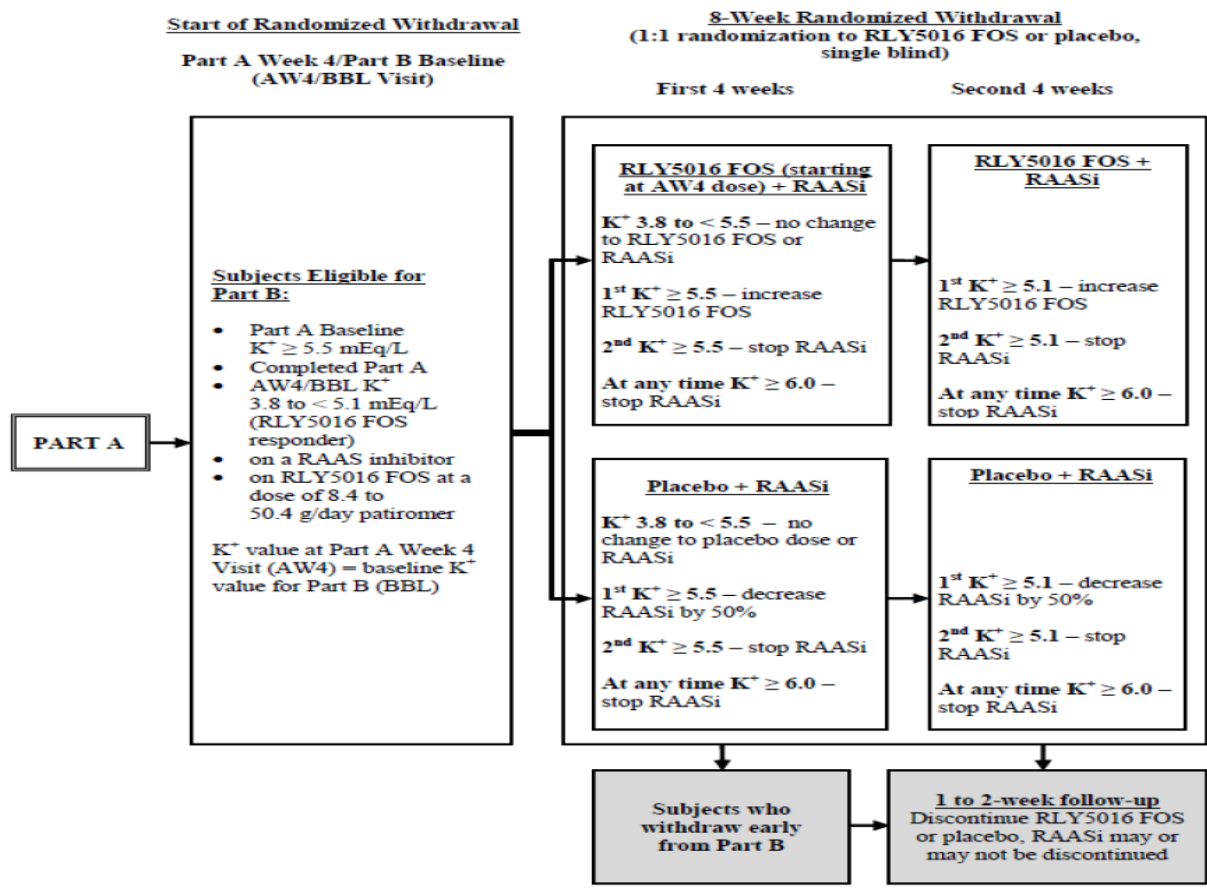 Start of Randomized Withdrawal
Part A Week 4/Part B Baseline
(AW4/BBL Visit)
8-Week Randomized Withdrawal
(1:1 randomization to RLY5016 FOS or placebo,
single blind)
First 4 weeks
Second 4 weeks
PART A
Subjects Eligible for
Part B:
• Part A Baseline
K⁺ ≥ 5.5 mEq/L
• Completed Part A
• AW4/BBL K⁺
3.8 to < 5.1 mEq/L
(RLY5016 FOS
responder)
• on a RAAS inhibitor
• on RLY5016 FOS at a
dose of 8.4 to
50.4 g/day patiromer
K⁺ value at Part A Week 4
Visit (AW4) = baseline K⁺
value for Part B (BBL)
RLY5016 FOS (starting
at AW4 dose) + RAASi
K⁺ 3.8 to < 5.5 – no change
to RLY5016 FOS or
RAASi
1ˢᵗ K⁺ ≥ 5.5 – increase
RLY5016 FOS
2ⁿᵈ K⁺ ≥ 5.5 – stop RAASi
At any time K⁺ ≥ 6.0 –
stop RAASi
RLY5016 FOS +
RAASi
1ˢᵗ K⁺ ≥ 5.1 – increase
RLY5016 FOS
2ⁿᵈ K⁺ ≥ 5.1 – stop
RAASi
At any time K⁺ ≥ 6.0 –
stop RAASi
Placebo + RAASi
K⁺ 3.8 to < 5.5 – no
change to placebo dose or
RAASi
1ˢᵗ K⁺ ≥ 5.5 – decrease
RAASi by 50%
2ⁿᵈ K⁺ ≥ 5.5 – stop RAASi
At any time K⁺ ≥ 6.0 –
stop RAASi
Placebo + RAASi
1ˢᵗ K⁺ ≥ 5.1 – decrease
RAASi by 50%
2ⁿᵈ K⁺ ≥ 5.1 – stop
RAASi
At any time K⁺ ≥ 6.0 –
stop RAASi
Subjects who
withdraw early
from Part B
1 to 2-week follow-up
Discontinue RLY5016 FOS
or placebo, RAASi may or
may not be discontinued